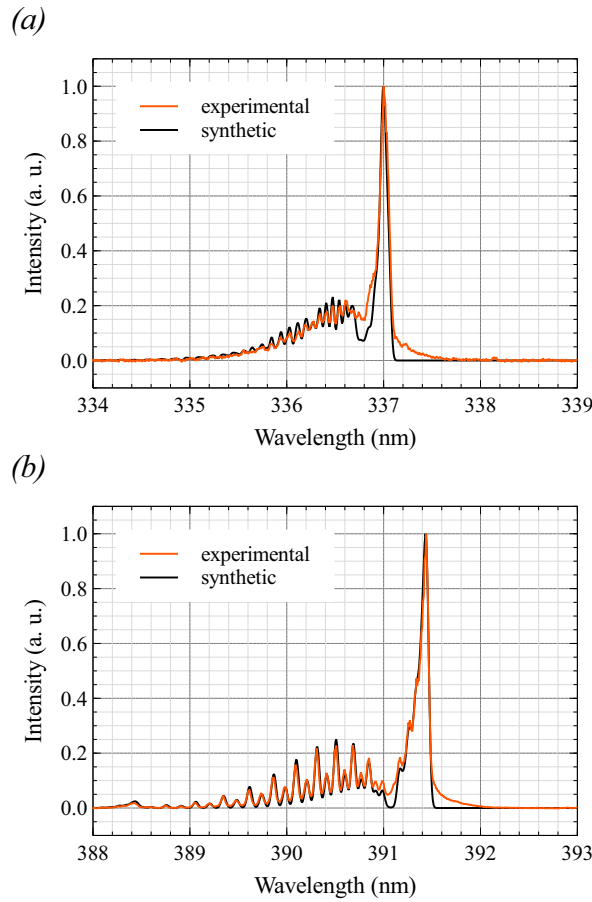 (a)
experimental
synthetic
Intensity (a. u.)
1.0
0.8
0.6
0.4
0.2
0.0
334 335 336 337 338 339
Wavelength (nm)
(b)
experimental
synthetic
Intensity (a. u.)
1.0
0.8
0.6
0.4
0.2
0.0
388 389 390 391 392 393
Wavelength (nm)